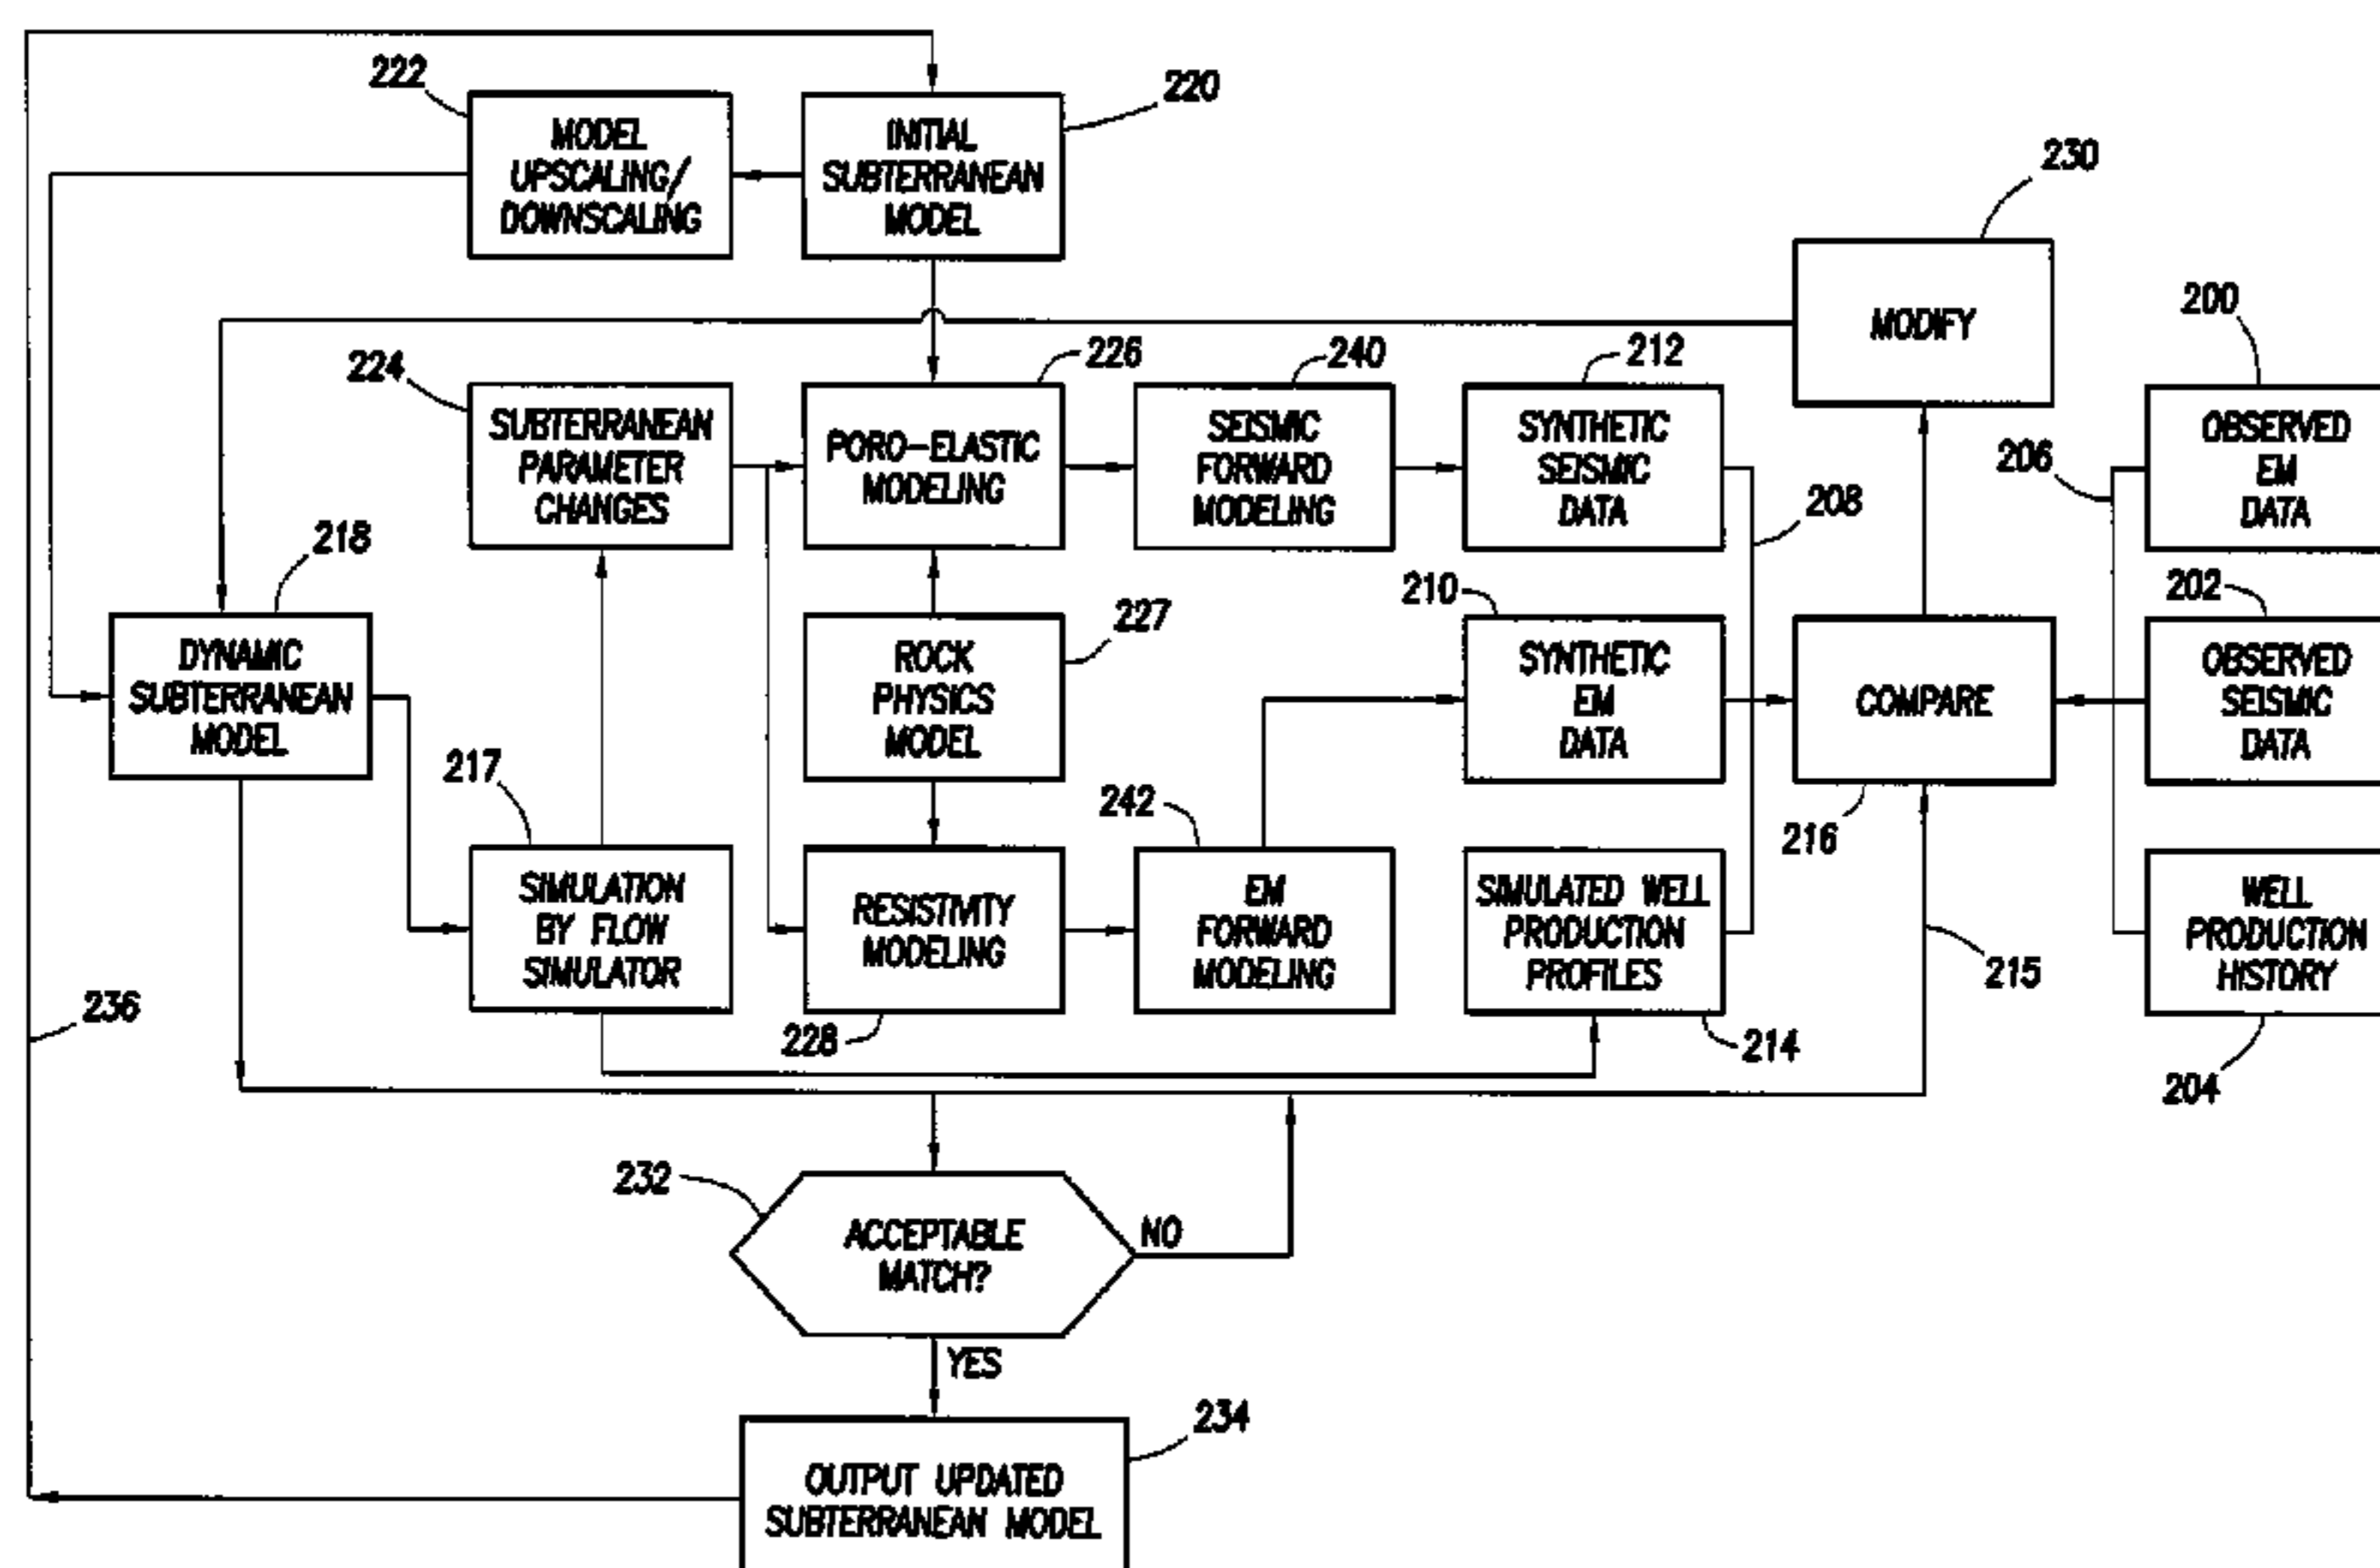 222
MODEL
UPSCALING/
DOWNSCALING
INITIAL
SUBTERRANEAN
MODEL
220
230
MODIFY
200
OBSERVED
EM
DATA
206
224
SUBTERRANEAN
PARAMETER
CHANGES
226
PORO-ELASTIC
MODELING
240
SEISMIC
FORWARD
MODELING
212
SYNTHETIC
SEISMIC
DATA
208
218
DYNAMIC
SUBTERRANEAN
MODEL
227
ROCK
PHYSICS
MODEL
210
SYNTHETIC
EM
DATA
COMPARE
216
202
OBSERVED
SEISMIC
DATA
217
SIMULATION
BY FLOW
SIMULATOR
RESISTIVITY
MODELING
228
242
EM
FORWARD
MODELING
SIMULATED WELL
PRODUCTION
PROFILES
214
215
WELL
PRODUCTION
HISTORY
204
236
232
ACCEPTABLE
MATCH?
NO
YES
234
OUTPUT UPDATED
SUBTERRANEAN MODEL